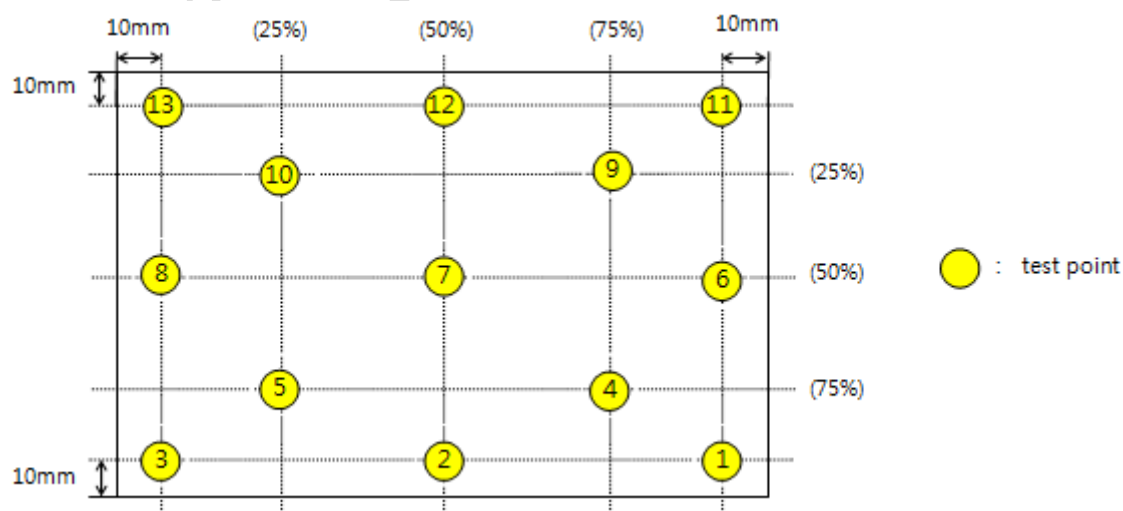 10mm (25%) (50%) (75%) 10mm
10mm
13 12 11
10 9 (25%)
8 7 6 (50%)
: test point
5 4 (75%)
3 2 1
10mm